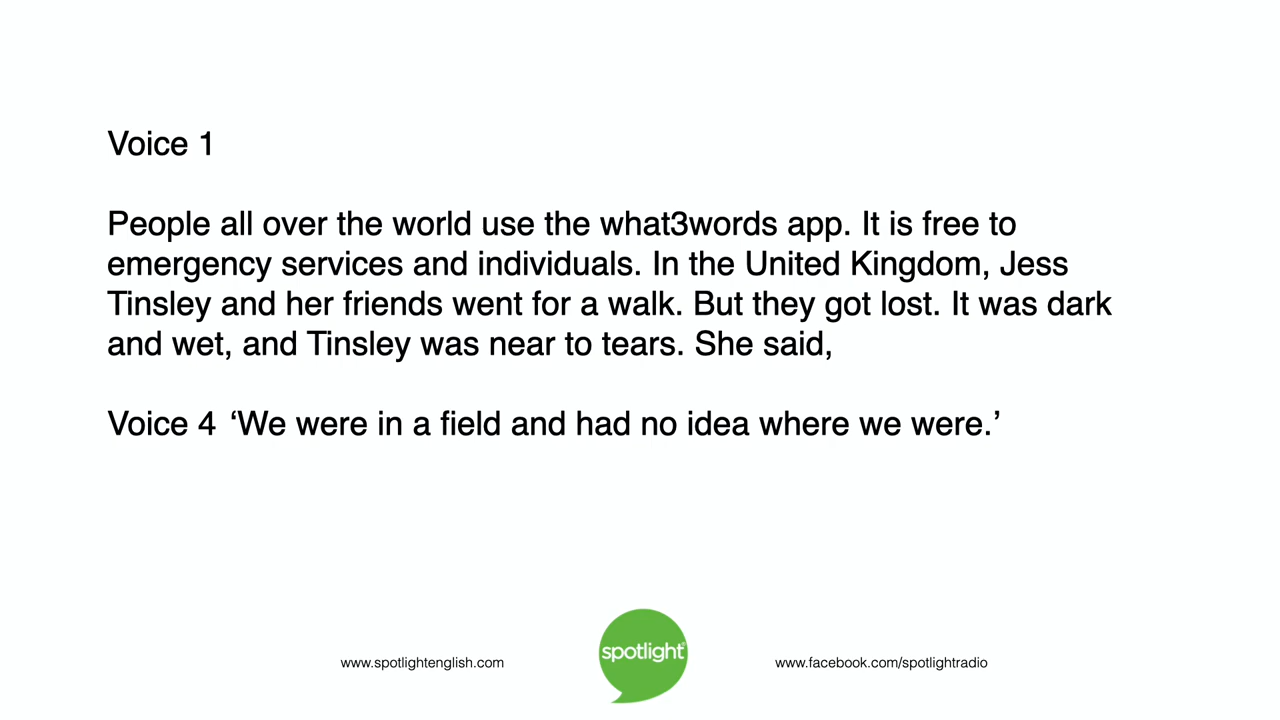 Voice 1
People all over the world use the what3words app. It is free to
emergency services and individuals. In the United Kingdom, Jess
Tinsley and her friends went for a walk. But they got lost. It was dark
and wet, and Tinsley was near to tears. She said,
Voice 4 ‘We were in a field and had no idea where we were.’
www.spotlightenglish.com
spotlight®
www.facebook.com/spotlightradio